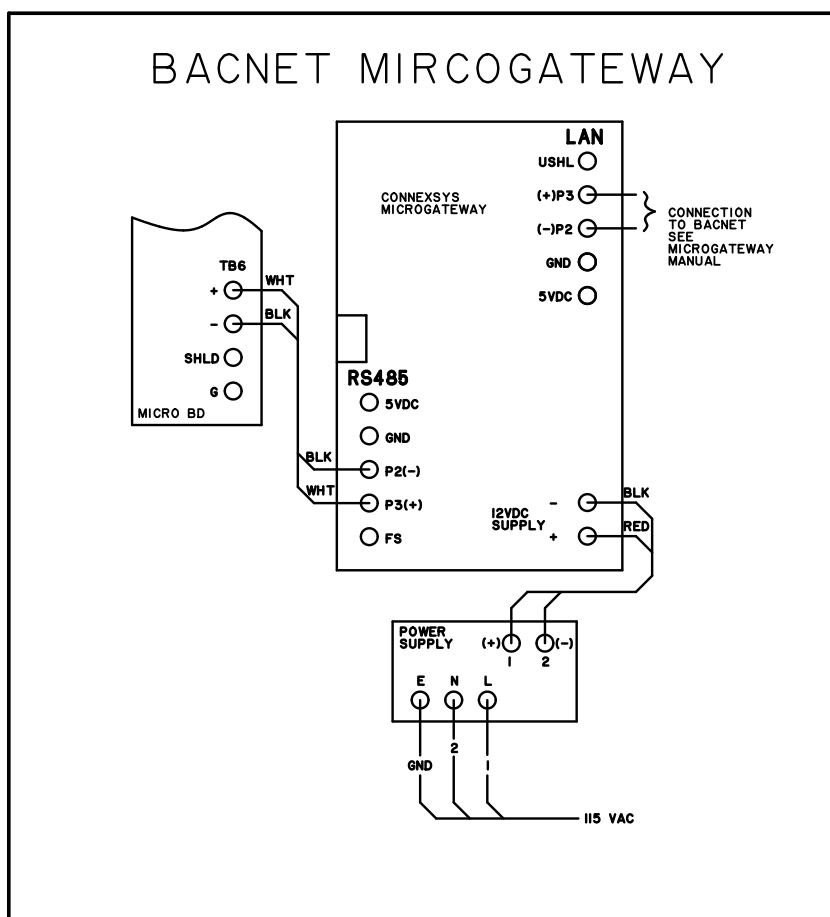 BACNET MIRCOGATEWAY
LAN
USHL
CONNEXSYS
MICROGATEWAY
(+)P3
(-)P2
CONNECTION
TO BACNET
SEE
MICROGATEWAY
MANUAL
GND
5VDC
TB6
+
WHT
-
BLK
SHLD
G
MICRO BD
RS485
5VDC
GND
BLK
P2(-)
WHT
P3(+)
FS
12VDC
SUPPLY
-
BLK
+
RED
POWER
SUPPLY
(+)
(-)
1
2
E
N
L
GND
2
1
115 VAC